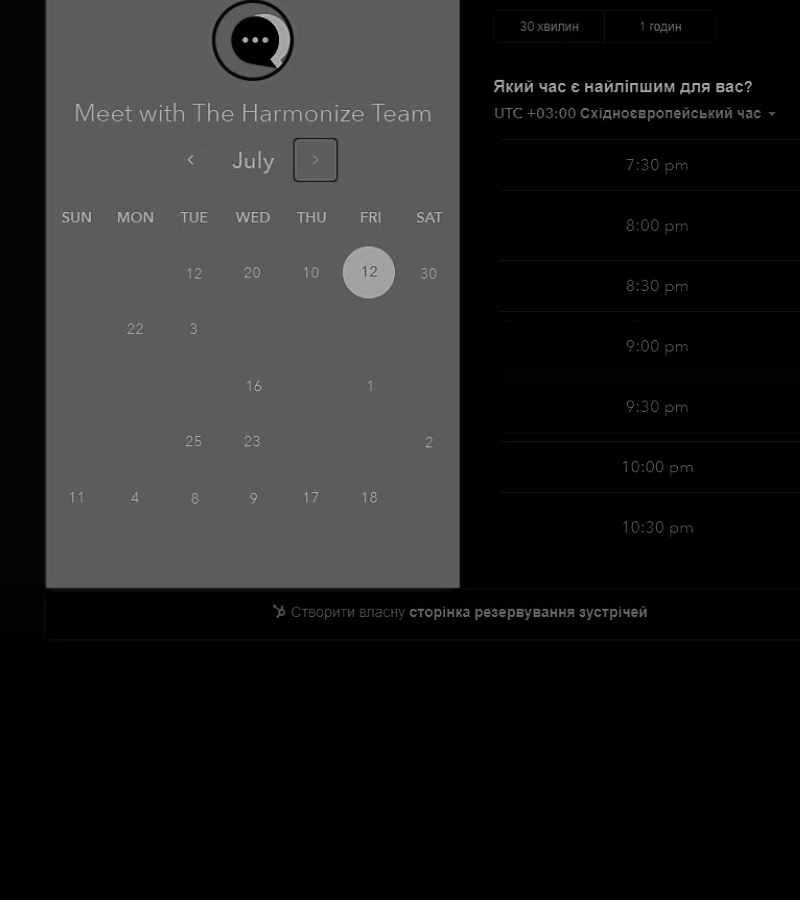 Meet with The Harmonize Team
July
SUN MON TUE WED THU FRI SAT
12 20 10 12 30
22 3
16 1
25 23 2
11 4 8 9 17 18
30 хвилин 1 годин
Який час є найліпшим для вас?
UTC +03:00 Східноєвропейський час
7:30 pm
8:00 pm
8:30 pm
9:00 pm
9:30 pm
10:00 pm
10:30 pm
Створити власну сторінка резервування зустрічей